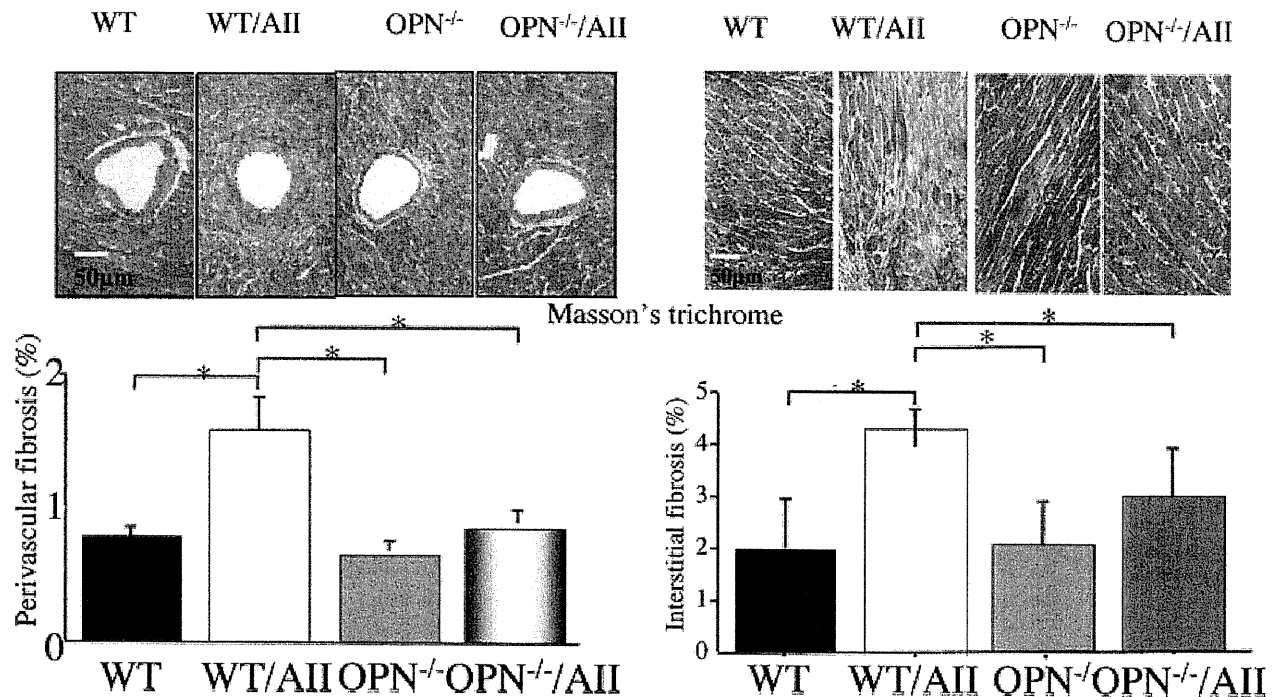 WT WT/AII OPN-/- OPN-/-/AII WT WT/AII OPN-/- OPN-/-/AII
50μm 50μm
Masson's trichrome
* * *
Perivascular fibrosis (%)
2
1
0
WT WT/AII OPN-/- OPN-/-/AII
* * *
Interstitial fibrosis (%)
5
4
3
2
1
0
WT WT/AII OPN-/ OPN-/-/AII